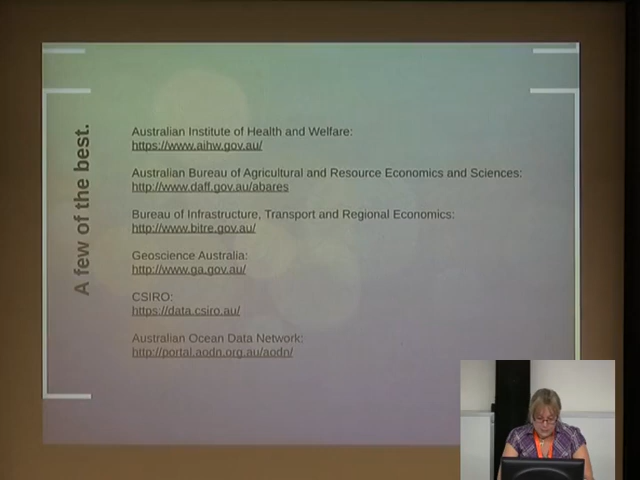 A few of the best.
Australian Institute of Health and Welfare:
https://www.aihw.gov.au/
Australian Bureau of Agricultural and Resource Economics and Sciences:
http://www.daff.gov.au/abares
Bureau of Infrastructure, Transport and Regional Economics:
http://www.bitre.gov.au/
Geoscience Australia:
http://www.ga.gov.au/
CSIRO:
https://data.csiro.au/
Australian Ocean Data Network:
http://portal.aodn.org.au/aodn/